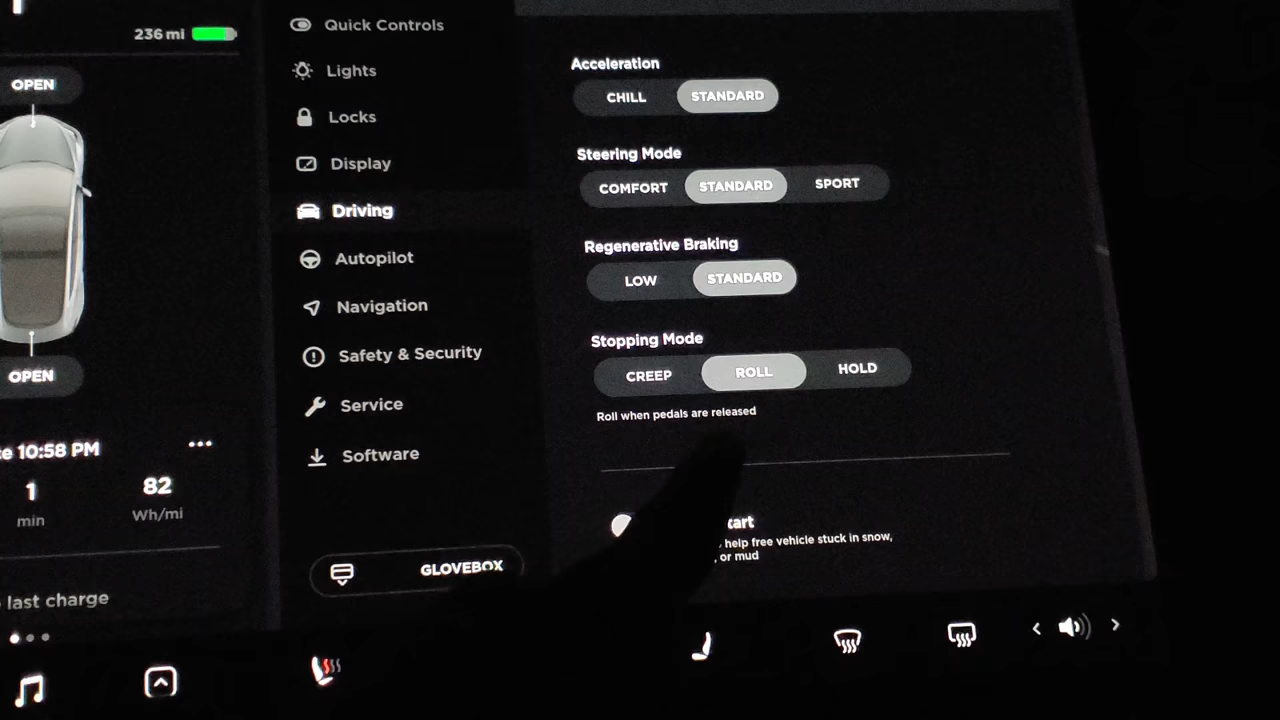 236 mi
OPEN
OPEN
10:58 PM
1
min
82
Wh/mi
last charge
Quick Controls
Lights
Locks
Display
Driving
Autopilot
Navigation
Safety & Security
Service
Software
GLOVEBOX
Acceleration
CHILL STANDARD
Steering Mode
COMFORT STANDARD SPORT
Regenerative Braking
LOW STANDARD
Stopping Mode
CREEP ROLL HOLD
Roll when pedals are released
help free vehicle stuck in snow,
or mud